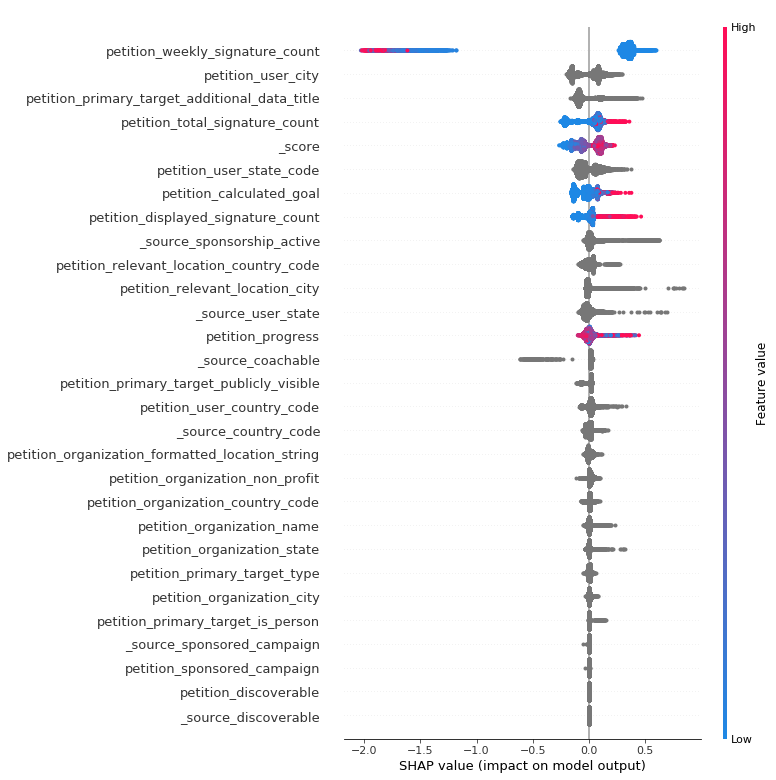 High
petition_weekly_signature_count
petition_user_city
petition_primary_target_additional_data_title
petition_total_signature_count
_score
petition_user_state_code
petition_calculated_goal
petition_displayed_signature_count
_source_sponsorship_active
petition_relevant_location_country_code
petition_relevant_location_city
_source_user_state
petition_progress
_source_coachable
petition_primary_target_publicly_visible
petition_user_country_code
_source_country_code
petition_organization_formatted_location_string
petition_organization_non_profit
petition_organization_country_code
petition_organization_name
petition_organization_state
petition_primary_target_type
petition_organization_city
petition_primary_target_is_person
_source_sponsored_campaign
petition_sponsored_campaign
petition_discoverable
_source_discoverable
Feature value
Low
−2.0 −1.5 −1.0 −0.5 0.0 0.5
SHAP value (impact on model output)